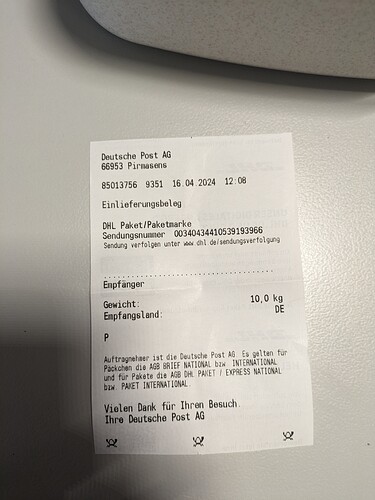 Deutsche Post AG
66953 Pirmasens
85013756 9351 16.04.2024 12:08
Einlieferungsbeleg
DHL Paket/Paketmarke
Sendungsnummer 00340434410539193966
Sendung verfolgen unter www.dhl.de/sendungsverfolgung
......................................
Empfänger
Gewicht: 10,0 kg
Empfangsland: DE
P
Auftragnehmer ist die Deutsche Post AG. Es gelten für
Päckchen die AGB BRIEF NATIONAL bzw. INTERNATIONAL
und für Pakete die AGB DHL PAKET / EXPRESS NATIONAL
bzw. PAKET INTERNATIONAL.
Vielen Dank für Ihren Besuch.
Ihre Deutsche Post AG